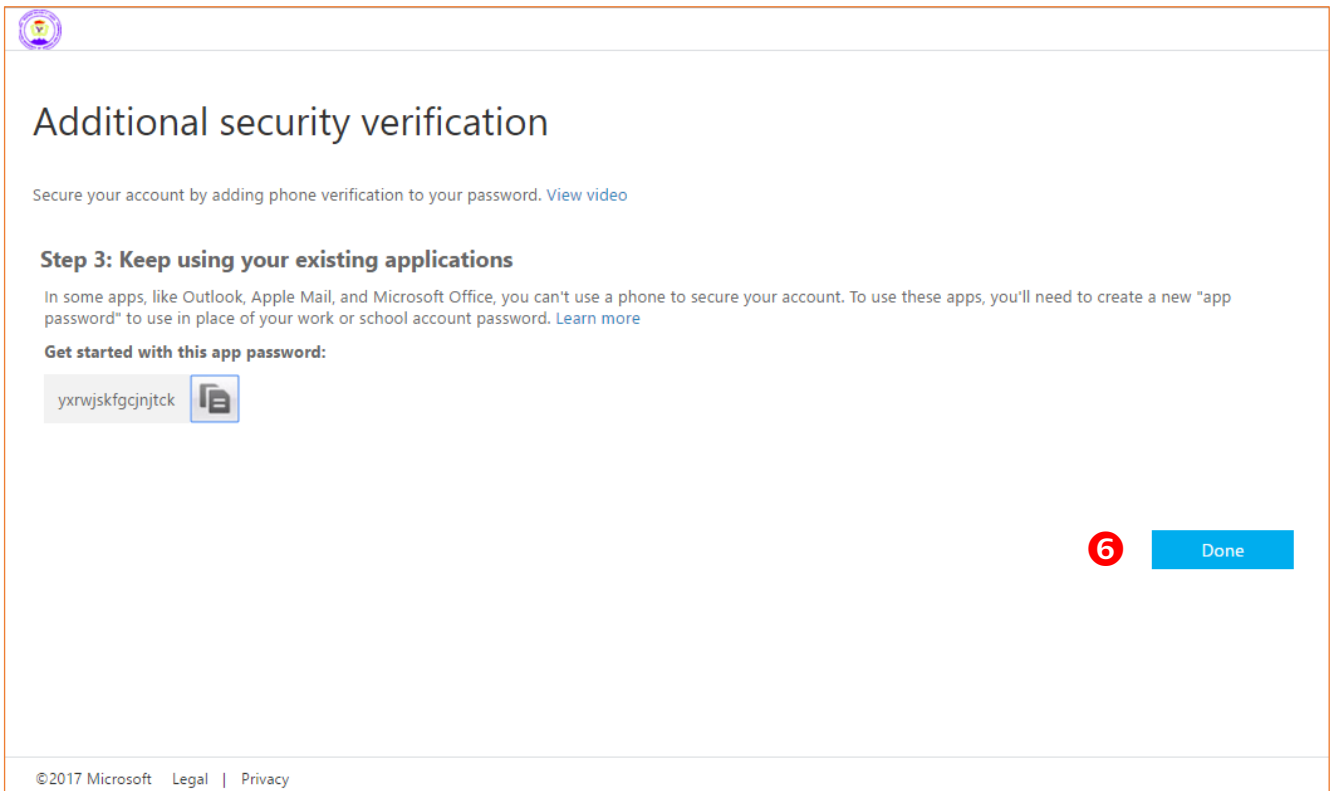 Additional security verification
Secure your account by adding phone verification to your password. View video
Step 3: Keep using your existing applications
In some apps, like Outlook, Apple Mail, and Microsoft Office, you can't use a phone to secure your account. To use these apps, you'll need to create a new "app
password" to use in place of your work or school account password. Learn more
Get started with this app password:
yxrwjskfgcjnjtck
6 Done
©2017 Microsoft Legal | Privacy